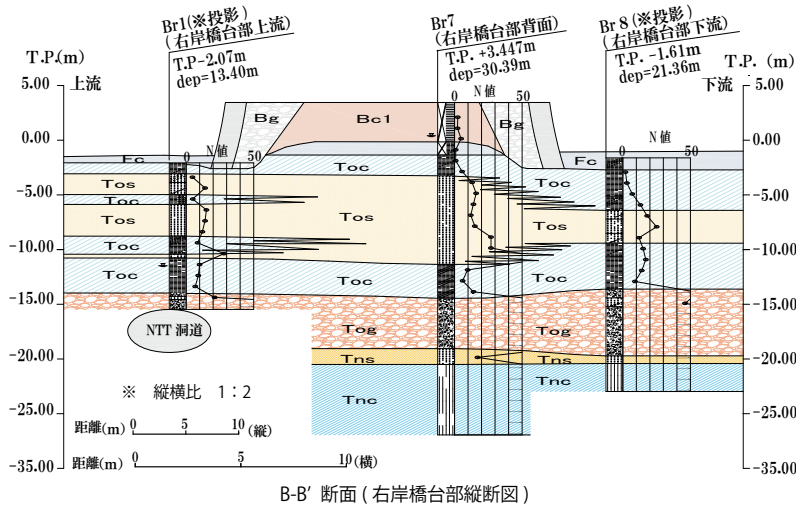 Br1(※投影)
(右岸橋台部上流)
T.P-2.07m
dep=13.40m
Br7
(右岸橋台部背面)
T.P. +3.447m
dep=30.39m
Br 8(※投影)
(右岸橋台部下流)
T.P. -1.61m
dep=21.36m
T.P.(m)
上流
T.P. (m)
下流
5.00
0.00
-5.00
-10.00
-15.00
-20.00
-25.00
-35.00
5.00
0.00
-5.00
-10.00
-15.00
-20.00
-25.00
-35.00
0 N値 50
0 N値 50
0 N値 50
Bg
Bc1
Bg
Fc
Fc
Toc
Toc
Tos
Toc
Tos
Tos
Tos
Toc
Toc
Toc
Toc
Tog
Tog
Tns
Tns
Tnc
Tnc
NTT 洞道
※ 縦横比 1:2
距離(m) 0 5 10 (縦)
距離(m) 0 5 10(横)
B-B’ 断面 ( 右岸橋台部縦断図 )